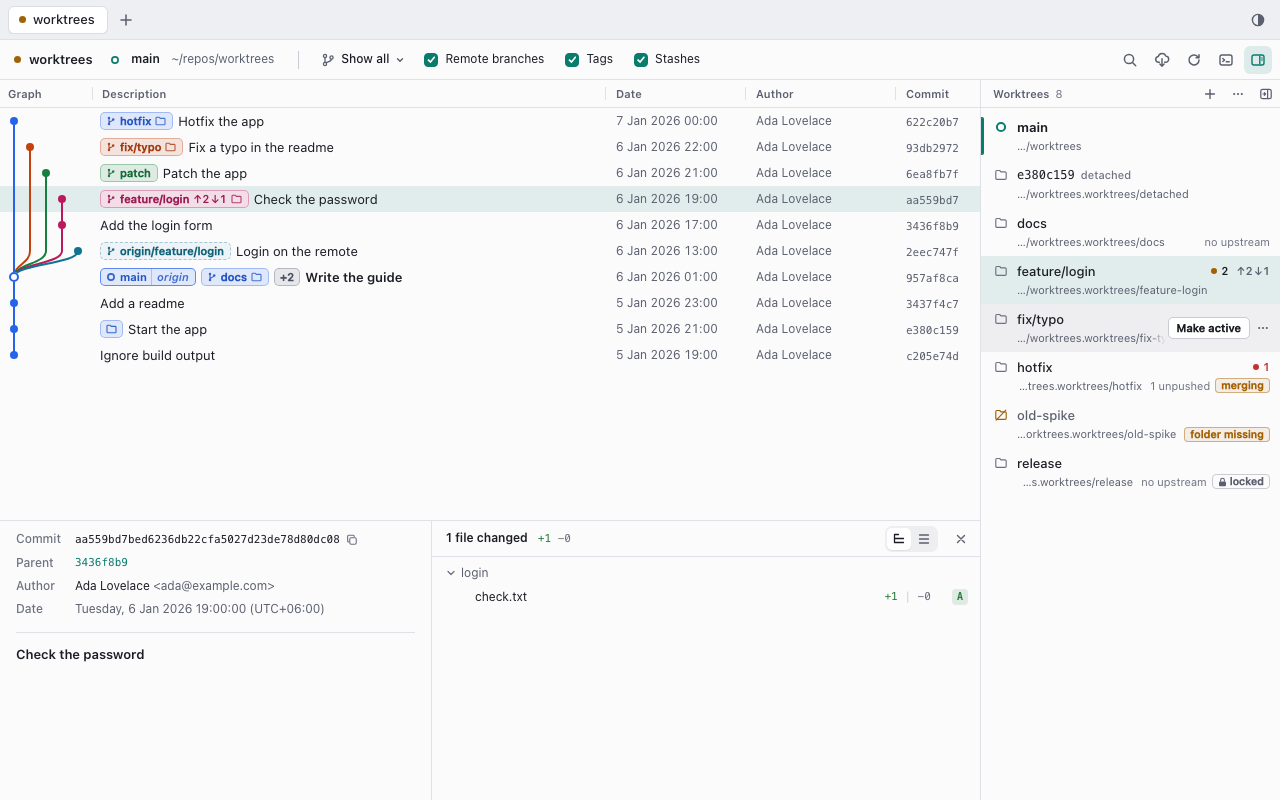 worktrees
worktrees main ~/repos/worktrees Show all Remote branches Tags Stashes
Graph Description Date Author Commit
hotfix Hotfix the app 7 Jan 2026 00:00 Ada Lovelace 622c20b7
fix/typo Fix a typo in the readme 6 Jan 2026 22:00 Ada Lovelace 93db2972
patch Patch the app 6 Jan 2026 21:00 Ada Lovelace 6ea8fb7f
feature/login ↑2↓1 Check the password 6 Jan 2026 19:00 Ada Lovelace aa559bd7
Add the login form 6 Jan 2026 17:00 Ada Lovelace 3436f8b9
origin/feature/login Login on the remote 6 Jan 2026 13:00 Ada Lovelace 2eec747f
main origin docs +2 Write the guide 6 Jan 2026 01:00 Ada Lovelace 957af8ca
Add a readme 5 Jan 2026 23:00 Ada Lovelace 3437f4c7
Start the app 5 Jan 2026 21:00 Ada Lovelace e380c159
Ignore build output 5 Jan 2026 19:00 Ada Lovelace c205e74d
Worktrees 8
main
.../worktrees
e380c159 detached
.../worktrees.worktrees/detached
docs
.../worktrees.worktrees/docs no upstream
feature/login 2 ↑2↓1
.../worktrees.worktrees/feature-login
fix/typo
.../worktrees.worktrees/fix-ty
Make active
hotfix 1
...trees.worktrees/hotfix 1 unpushed merging
old-spike
...orktrees.worktrees/old-spike folder missing
release
...s.worktrees/release no upstream locked
Commit aa559bd7bed6236db22cfa5027d23de78d80dc08
Parent 3436f8b9
Author Ada Lovelace <ada@example.com>
Date Tuesday, 6 Jan 2026 19:00:00 (UTC+06:00)
Check the password
1 file changed +1 −0
login
check.txt +1 | −0 A